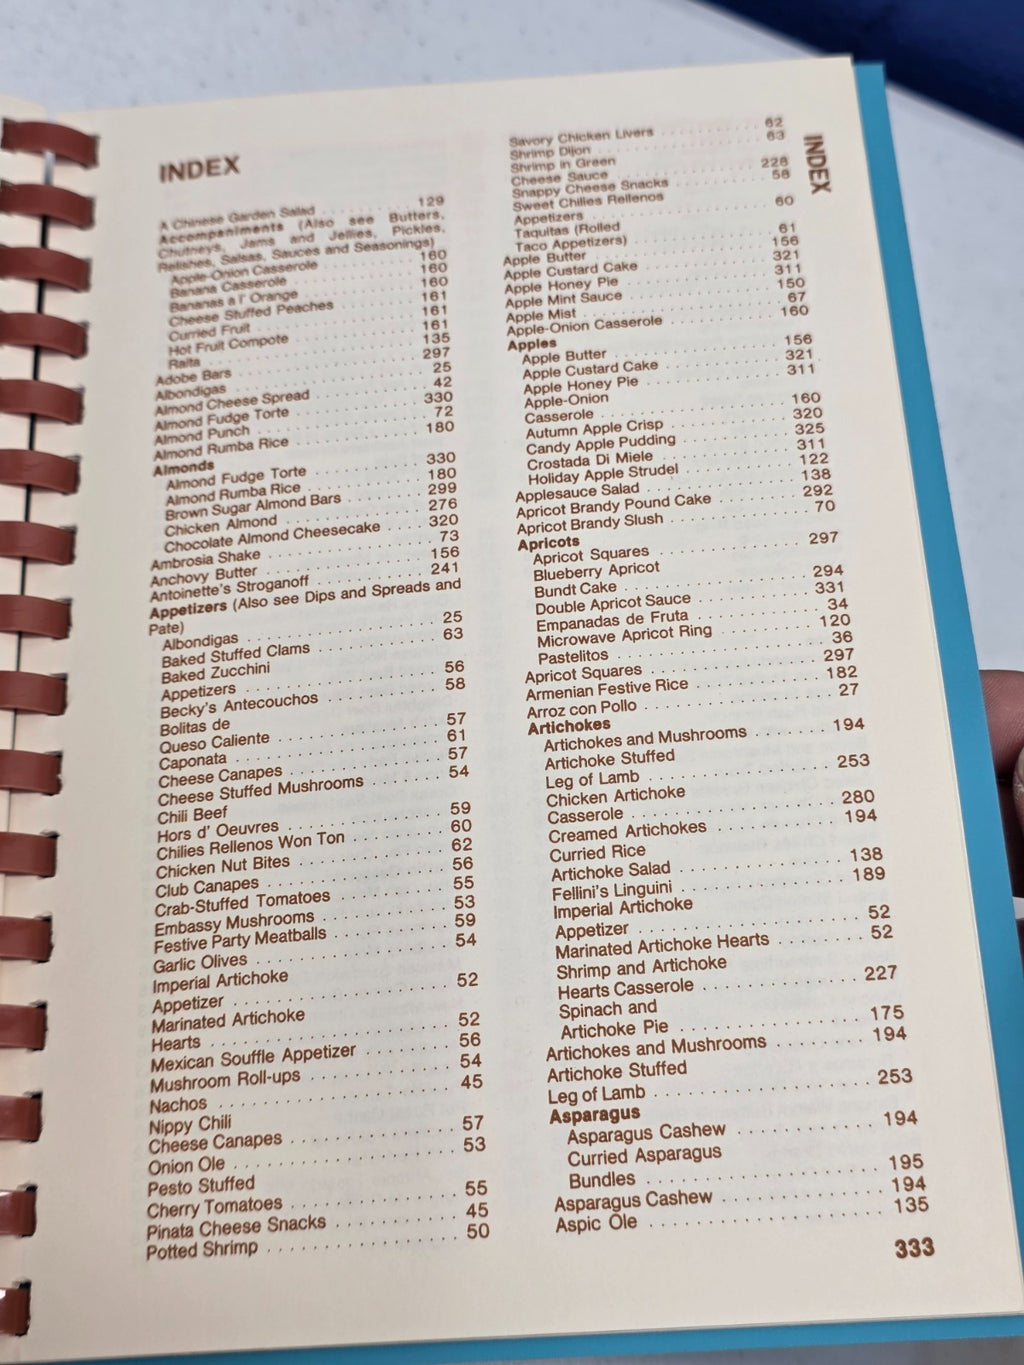 INDEX
A Chinese Garden Salad . . . . . . . . . . 129
Accompaniments (Also see Butters,
Chutneys, Jams and Jellies, Pickles,
Relishes, Salsas, Sauces and Seasonings)
Apple-Onion Casserole . . . . . . . . . . 160
Banana Casserole . . . . . . . . . . 160
Bananas a l' Orange . . . . . . . . . . 160
Cheese Stuffed Peaches . . . . . . . . . . 161
Curried Fruit . . . . . . . . . . 161
Hot Fruit Compote . . . . . . . . . . 161
Raita . . . . . . . . . . 135
Adobe Bars . . . . . . . . . . 297
Albondigas . . . . . . . . . . 25
Almond Cheese Spread . . . . . . . . . . 42
Almond Fudge Torte . . . . . . . . . . 330
Almond Punch . . . . . . . . . . 72
Almond Rumba Rice . . . . . . . . . . 180
Almonds
Almond Fudge Torte . . . . . . . . . . 330
Almond Rumba Rice . . . . . . . . . . 180
Brown Sugar Almond Bars . . . . . . . 299
Chicken Almond . . . . . . . . . . 276
Chocolate Almond Cheesecake . . . . 320
Ambrosia Shake . . . . . . . . . . 73
Anchovy Butter . . . . . . . . . . 156
Antoinette's Stroganoff . . . . . . . . . . 241
Appetizers (Also see Dips and Spreads and
Pate)
Albondigas . . . . . . . . . . 25
Baked Stuffed Clams . . . . . . . . . . 63
Baked Zucchini
Appetizers . . . . . . . . . . 56
Becky's Antecouchos . . . . . . . . . . 58
Bolitas de
Queso Caliente . . . . . . . . . . 57
Caponata . . . . . . . . . . 61
Cheese Canapes . . . . . . . . . . 57
Cheese Stuffed Mushrooms . . . . . . . 54
Chili Beef
Hors d' Oeuvres . . . . . . . . . . 59
Chilies Rellenos Won Ton . . . . . . . . 60
Chicken Nut Bites . . . . . . . . . . 62
Club Canapes . . . . . . . . . . 56
Crab-Stuffed Tomatoes . . . . . . . . . . 55
Embassy Mushrooms . . . . . . . . . . 53
Festive Party Meatballs . . . . . . . . . . 59
Garlic Olives . . . . . . . . . . 54
Imperial Artichoke
Appetizer . . . . . . . . . . 52
Marinated Artichoke
Hearts . . . . . . . . . . 52
Mexican Souffle Appetizer . . . . . . . . 56
Mushroom Roll-ups . . . . . . . . . . 54
Nachos . . . . . . . . . . 45
Nippy Chili
Cheese Canapes . . . . . . . . . . 57
Onion Ole . . . . . . . . . . 53
Pesto Stuffed
Cherry Tomatoes . . . . . . . . . . 55
Pinata Cheese Snacks . . . . . . . . . . 45
Potted Shrimp . . . . . . . . . . 50
Savory Chicken Livers . . . . . . . . . . 62
Shrimp Dijon . . . . . . . . . . 63
Shrimp in Green
Cheese Sauce . . . . . . . . . . 228
Snappy Cheese Snacks . . . . . . . . . . 58
Sweet Chilies Rellenos
Appetizers . . . . . . . . . . 60
Taquitas (Rolled
Taco Appetizers) . . . . . . . . . . 61
Apple Butter . . . . . . . . . . 156
Apple Custard Cake . . . . . . . . . . 321
Apple Honey Pie . . . . . . . . . . 311
Apple Mint Sauce . . . . . . . . . . 150
Apple Mist . . . . . . . . . . 67
Apple-Onion Casserole . . . . . . . . . . 160
Apples
Apple Butter . . . . . . . . . . 156
Apple Custard Cake . . . . . . . . . . 321
Apple Honey Pie . . . . . . . . . . 311
Apple-Onion
Casserole . . . . . . . . . . 160
Autumn Apple Crisp . . . . . . . . . . 320
Candy Apple Pudding . . . . . . . . . . 325
Crostada Di Miele . . . . . . . . . . 311
Holiday Apple Strudel . . . . . . . . . . 122
Applesauce Salad . . . . . . . . . . 138
Apricot Brandy Pound Cake . . . . . . . 292
Apricot Brandy Slush . . . . . . . . . . 70
Apricots
Apricot Squares . . . . . . . . . . 297
Blueberry Apricot
Bundt Cake . . . . . . . . . . 294
Double Apricot Sauce . . . . . . . . . . 331
Empanadas de Fruta . . . . . . . . . . 34
Microwave Apricot Ring . . . . . . . . . . 120
Pastelitos . . . . . . . . . . 36
Apricot Squares . . . . . . . . . . 297
Armenian Festive Rice . . . . . . . . . . 182
Arroz con Pollo . . . . . . . . . . 27
Artichokes
Artichokes and Mushrooms . . . . . . . 194
Artichoke Stuffed
Leg of Lamb . . . . . . . . . . 253
Chicken Artichoke
Casserole . . . . . . . . . . 280
Creamed Artichokes . . . . . . . . . . 194
Curried Rice
Artichoke Salad . . . . . . . . . . 138
Fellini's Linguini . . . . . . . . . . 189
Imperial Artichoke
Appetizer . . . . . . . . . . 52
Marinated Artichoke Hearts . . . . . . . . 52
Shrimp and Artichoke
Hearts Casserole . . . . . . . . . . 227
Spinach and
Artichoke Pie . . . . . . . . . . 175
Artichokes and Mushrooms . . . . . . . . 194
Artichoke Stuffed
Leg of Lamb . . . . . . . . . . 253
Asparagus
Asparagus Cashew . . . . . . . . . . 194
Curried Asparagus
Bundles . . . . . . . . . . 195
Asparagus Cashew . . . . . . . . . . 194
Aspic Ole . . . . . . . . . . 135
INDEX
333